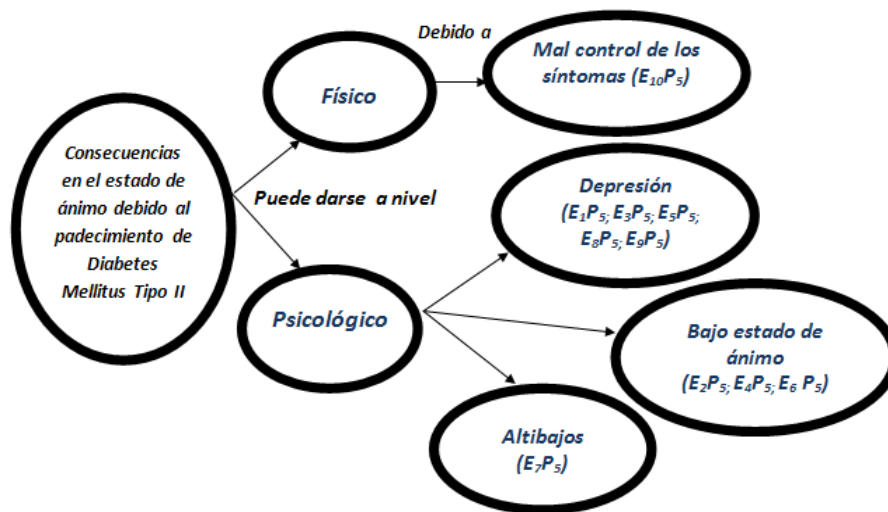 Consecuencias
en el estado de
ánimo debido al
padecimiento de
Diabetes
Mellitus Tipo II
Puede darse a nivel
Físico
Debido a
Mal control de los
síntomas (E₁₀P₅)
Psicológico
Depresión
(E₁P₅; E₃P₅; E₅P₅;
E₈P₅; E₉P₅)
Bajo estado de
ánimo
(E₂P₅; E₄P₅; E₆ P₅)
Altibajos
(E₇P₅)